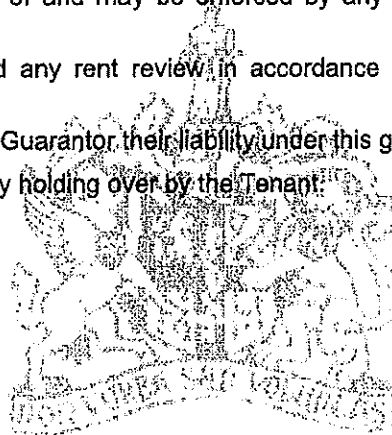 of and may be enforced by any
d any rent review in accordance
Guarantor their liability under this g
y holding over by the Tenant.